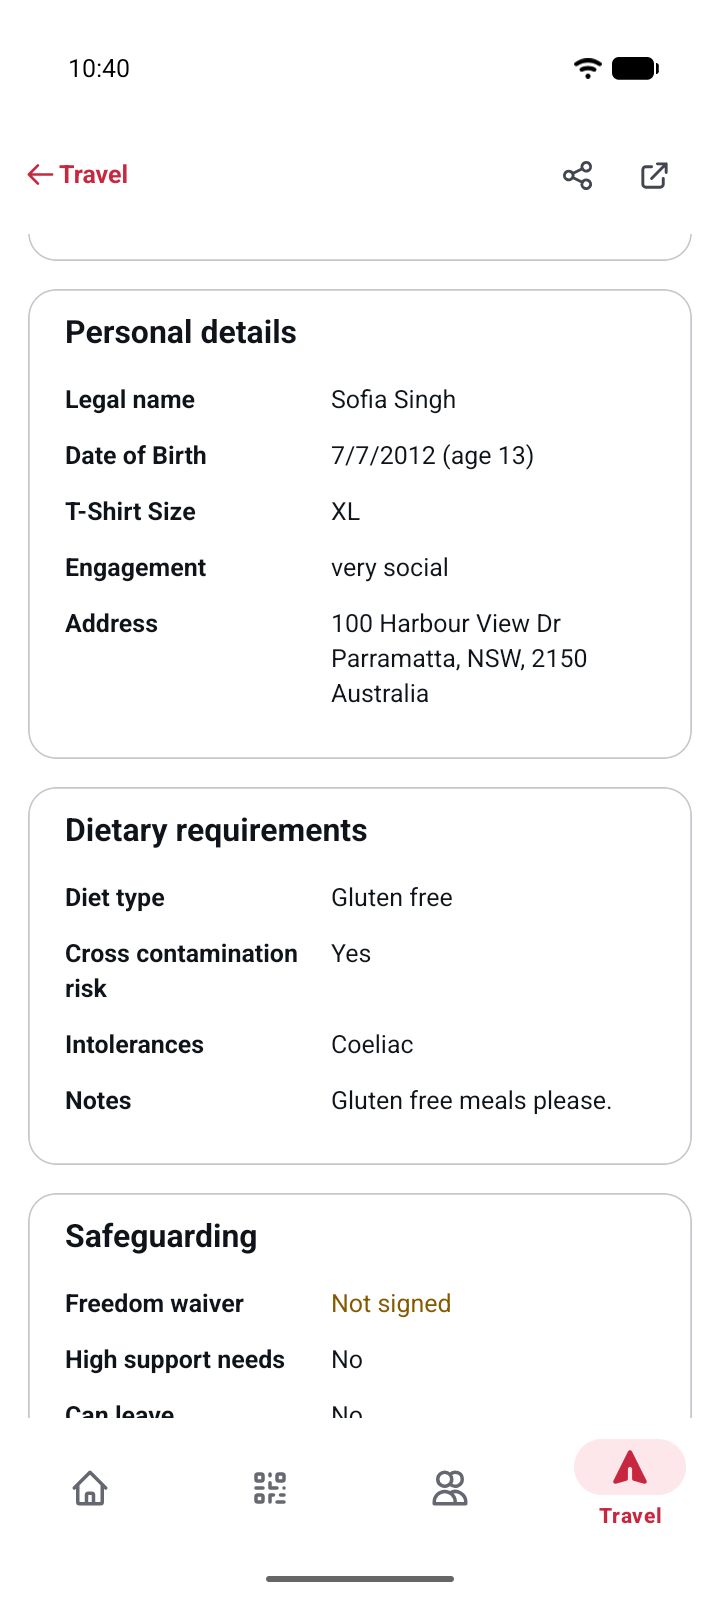 10:40
Travel
Personal details
Legal name Sofia Singh
Date of Birth 7/7/2012 (age 13)
T-Shirt Size XL
Engagement very social
Address 100 Harbour View Dr
Parramatta, NSW, 2150
Australia
Dietary requirements
Diet type Gluten free
Cross contamination Yes
risk
Intolerances Coeliac
Notes Gluten free meals please.
Safeguarding
Freedom waiver Not signed
High support needs No
Can leave No
Travel